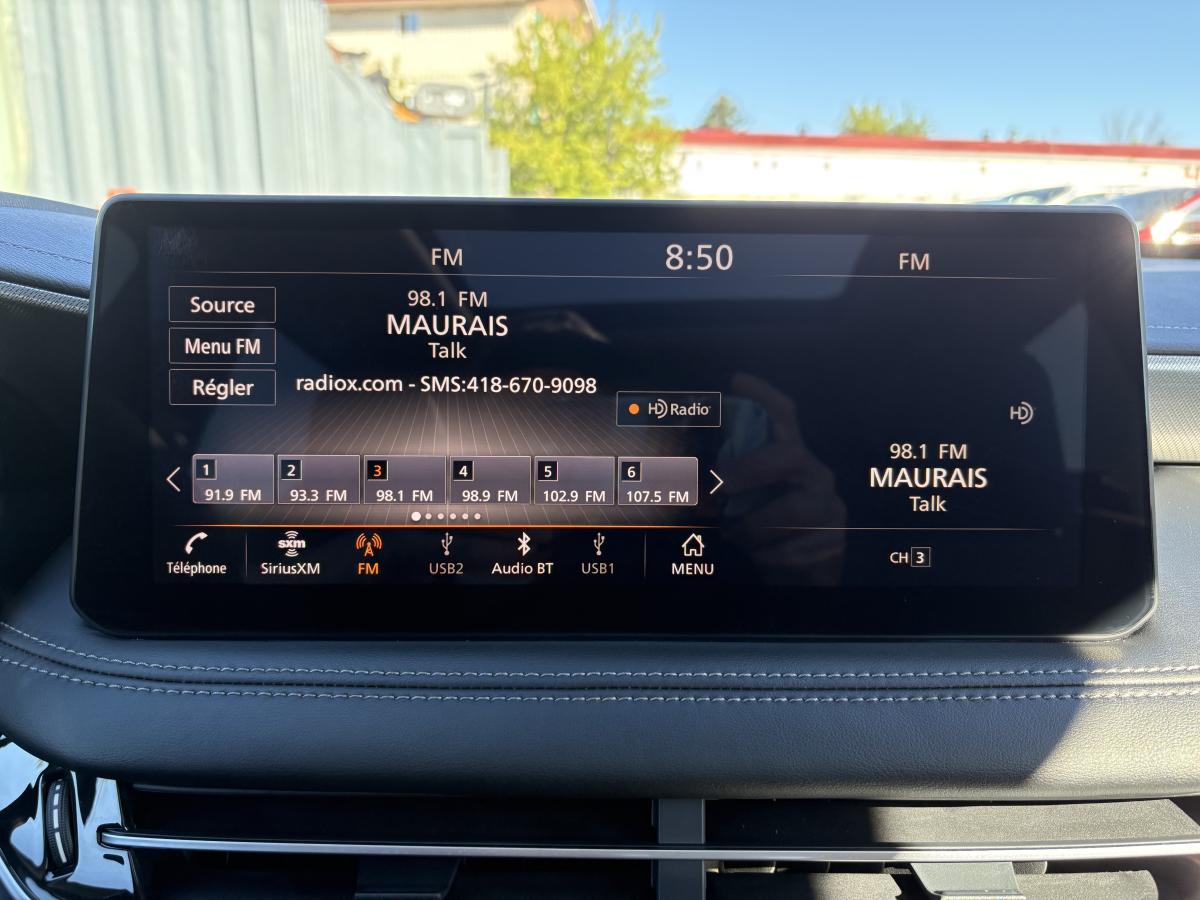 FM 8:50 FM
Source
Menu FM
Régler
98.1 FM
MAURAIS
Talk
radiox.com - SMS:418-670-9098
HD Radio
1 2 3 4 5 6
91.9 FM 93.3 FM 98.1 FM 98.9 FM 102.9 FM 107.5 FM
sxm
Téléphone SiriusXM FM USB2 Audio BT USB1 MENU
HD
98.1 FM
MAURAIS
Talk
CH 3